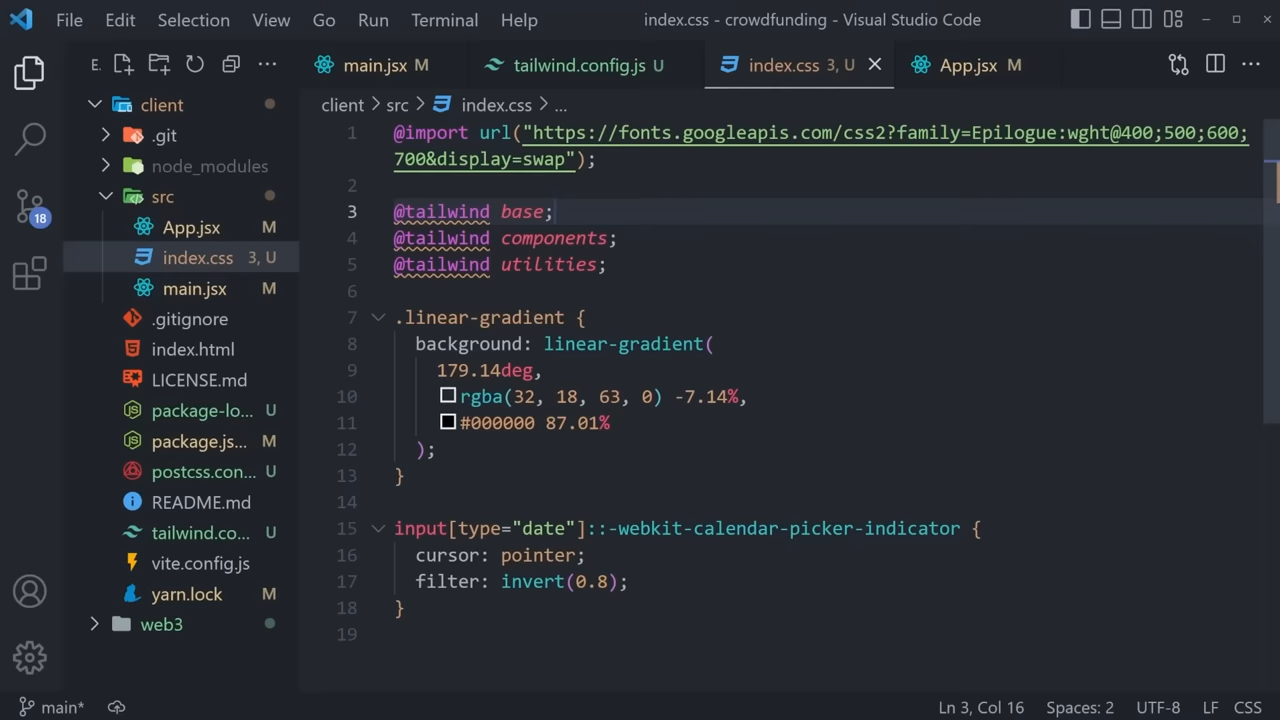 File Edit Selection View Go Run Terminal Help index.css - crowdfunding - Visual Studio Code
E. ...
main.jsx M tailwind.config.js U index.css 3, U App.jsx M
client
.git
node_modules
src
App.jsx M
index.css 3, U
main.jsx M
.gitignore
index.html
LICENSE.md
package-lo... U
package.js... M
postcss.con... U
README.md
tailwind.co... U
vite.config.js
yarn.lock M
web3
18
client > src > index.css > ...
1 @import url("https://fonts.googleapis.com/css2?family=Epilogue:wght@400;500;600;
700&display=swap");
2
3 @tailwind base;
4 @tailwind components;
5 @tailwind utilities;
6
7 .linear-gradient {
8 background: linear-gradient(
9 179.14deg,
10 rgba(32, 18, 63, 0) -7.14%,
11 #000000 87.01%
12 );
13 }
14
15 input[type="date"]::-webkit-calendar-picker-indicator {
16 cursor: pointer;
17 filter: invert(0.8);
18 }
19
main* Ln 3, Col 16 Spaces: 2 UTF-8 LF CSS